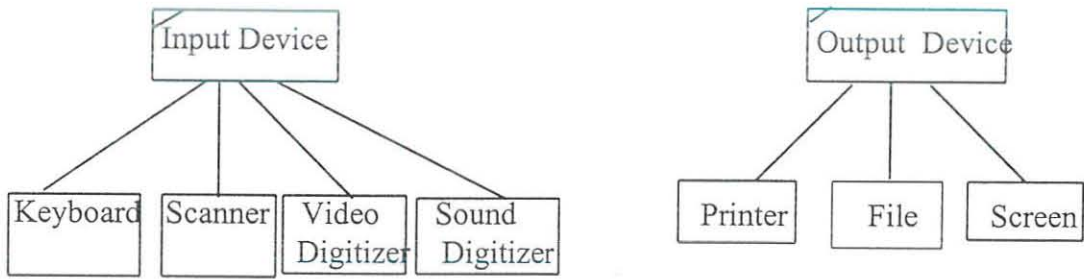 Input Device
Output Device
Keyboard
Scanner
Video
Digitizer
Sound
Digitizer
Printer
File
Screen